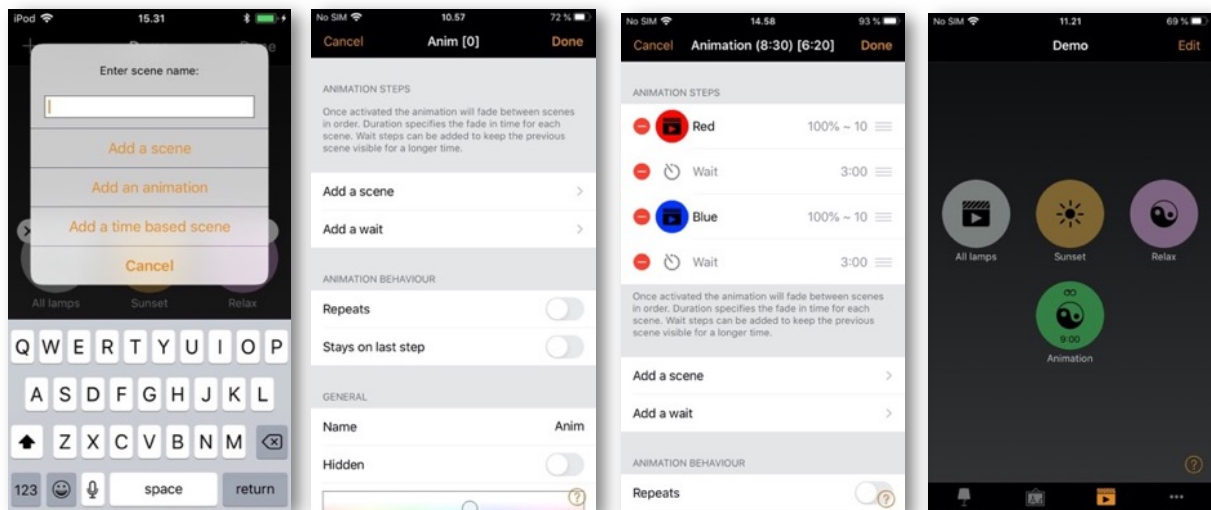 iPod 15.31
Demo Done
Enter scene name:
Add a scene
Add an animation
Add a time based scene
Cancel
All lamps Sunset Relax
Q W E R T Y U I O P
A S D F G H J K L
Z X C V B N M
123 space return
No SIM 10.57 72 %
Cancel Anim [0] Done
ANIMATION STEPS
Once activated the animation will fade between scenes
in order. Duration specifies the fade in time for each
scene. Wait steps can be added to keep the previous
scene visible for a longer time.
Add a scene
Add a wait
ANIMATION BEHAVIOUR
Repeats
Stays on last step
GENERAL
Name Anim
Hidden
?
No SIM 14.58 93 %
Cancel Animation (8:30) [6:20] Done
ANIMATION STEPS
Red 100% ~ 10
Wait 3:00
Blue 100% ~ 10
Wait 3:00
Once activated the animation will fade between scenes
in order. Duration specifies the fade in time for each
scene. Wait steps can be added to keep the previous
scene visible for a longer time.
Add a scene
Add a wait
ANIMATION BEHAVIOUR
Repeats
?
No SIM 11.21 69 %
Demo Edit
All lamps Sunset Relax
9:00
Animation
?